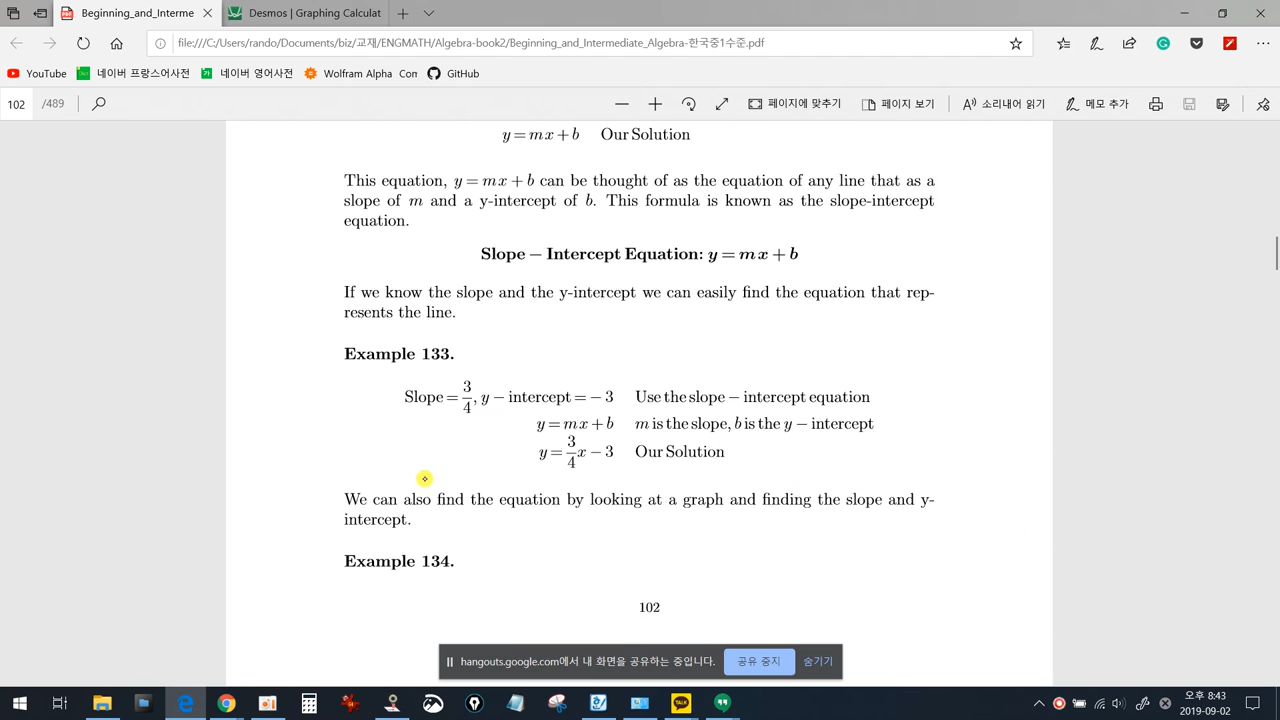 Beginning_and_Interme
Desmos | Graphing Calculat
file:///C:/Users/rando/Documents/biz/교재/ENGMATH/Algebra-book2/Beginning_and_Intermediate_Algebra-한국중1수준.pdf
YouTube 네이버 프랑스어사전 네이버 영어사전 Wolfram Alpha Con GitHub
102 /489 페이지에 맞추기 페이지 보기 소리내어 읽기 메모 추가
y = mx + b Our Solution
This equation, y = mx + b can be thought of as the equation of any line that as a
slope of m and a y-intercept of b. This formula is known as the slope-intercept
equation.
Slope − Intercept Equation: y = mx + b
If we know the slope and the y-intercept we can easily find the equation that rep-
resents the line.
Example 133.
Slope = 3/4, y − intercept = − 3 Use the slope − intercept equation
y = mx + b m is the slope, b is the y − intercept
y = 3/4 x − 3 Our Solution
We can also find the equation by looking at a graph and finding the slope and y-
intercept.
Example 134.
102
hangouts.google.com에서 내 화면을 공유하는 중입니다. 공유 중지 숨기기
오후 8:43
2019-09-02